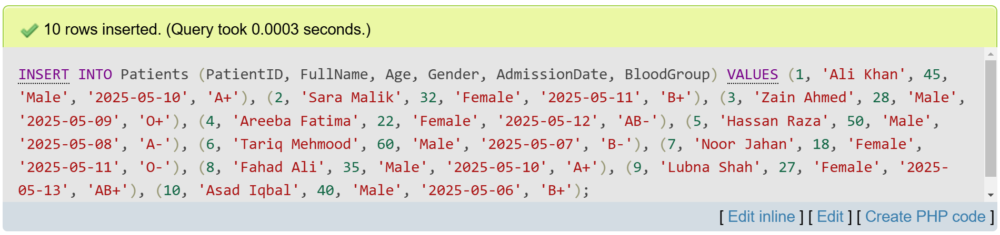 10 rows inserted. (Query took 0.0003 seconds.)
INSERT INTO Patients (PatientID, FullName, Age, Gender, AdmissionDate, BloodGroup) VALUES (1, 'Ali Khan', 45,
'Male', '2025-05-10', 'A+'), (2, 'Sara Malik', 32, 'Female', '2025-05-11', 'B+'), (3, 'Zain Ahmed', 28, 'Male',
'2025-05-09', 'O+'), (4, 'Areeba Fatima', 22, 'Female', '2025-05-12', 'AB-'), (5, 'Hassan Raza', 50, 'Male',
'2025-05-08', 'A-'), (6, 'Tariq Mehmood', 60, 'Male', '2025-05-07', 'B-'), (7, 'Noor Jahan', 18, 'Female',
'2025-05-11', 'O-'), (8, 'Fahad Ali', 35, 'Male', '2025-05-10', 'A+'), (9, 'Lubna Shah', 27, 'Female', '2025-
05-13', 'AB+'), (10, 'Asad Iqbal', 40, 'Male', '2025-05-06', 'B+');
[ Edit inline ] [ Edit ] [ Create PHP code ]